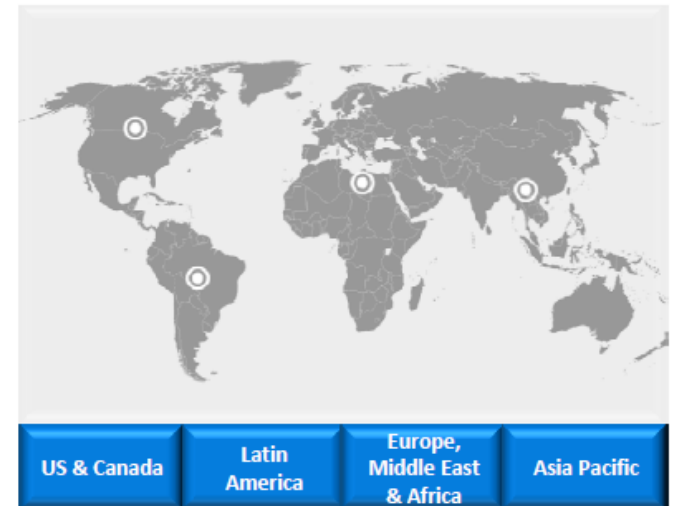 US & Canada
Latin
America
Europe,
Middle East
& Africa
Asia Pacific